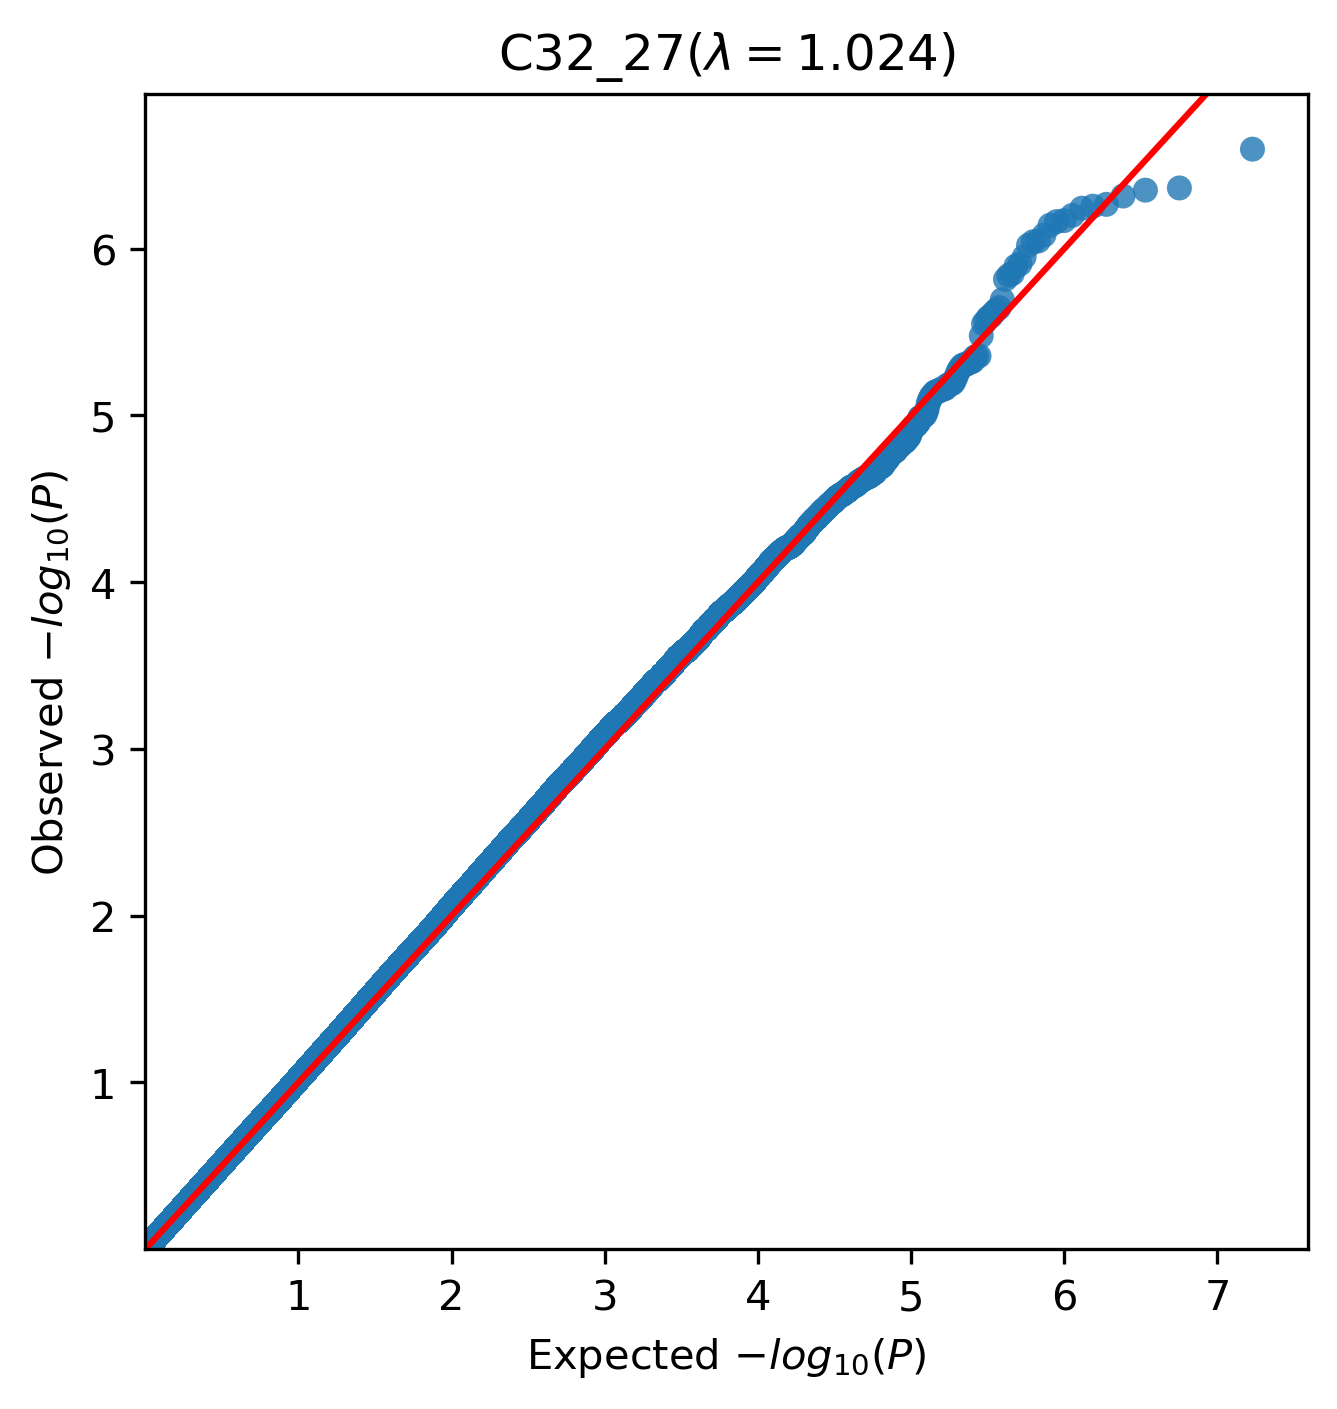 C32_27(λ = 1.024)
Observed −log₁₀(P)
6
5
4
3
2
1
1 2 3 4 5 6 7
Expected −log₁₀(P)